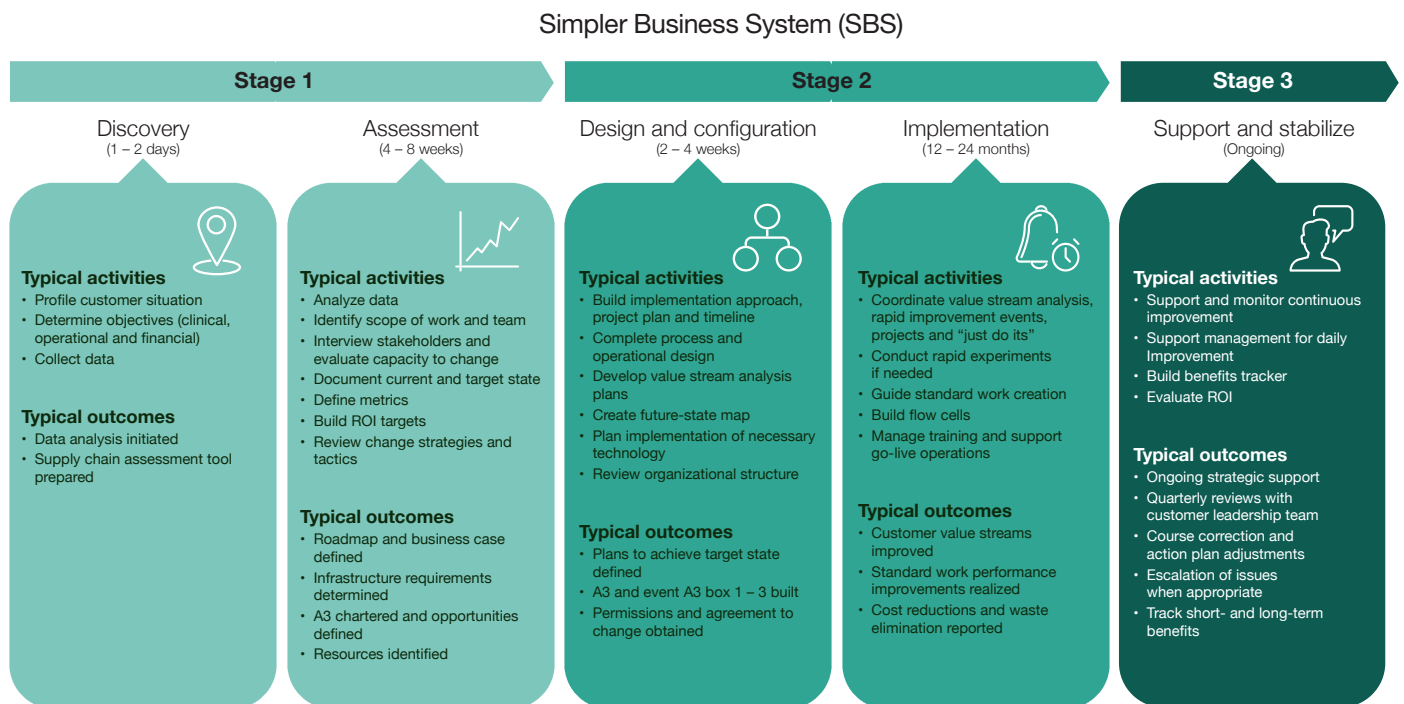 Simpler Business System (SBS)
Stage 1
Stage 2
Stage 3
Discovery
(1 – 2 days)
Typical activities
• Profile customer situation
• Determine objectives (clinical,
operational and financial)
• Collect data
Typical outcomes
• Data analysis initiated
• Supply chain assessment tool
prepared
Assessment
(4 – 8 weeks)
Typical activities
• Analyze data
• Identify scope of work and team
• Interview stakeholders and
evaluate capacity to change
• Document current and target state
• Define metrics
• Build ROI targets
• Review change strategies and
tactics
Typical outcomes
• Roadmap and business case
defined
• Infrastructure requirements
determined
• A3 chartered and opportunities
defined
• Resources identified
Design and configuration
(2 – 4 weeks)
Typical activities
• Build implementation approach,
project plan and timeline
• Complete process and
operational design
• Develop value stream analysis
plans
• Create future-state map
• Plan implementation of necessary
technology
• Review organizational structure
Typical outcomes
• Plans to achieve target state
defined
• A3 and event A3 box 1 – 3 built
• Permissions and agreement to
change obtained
Implementation
(12 – 24 months)
Typical activities
• Coordinate value stream analysis,
rapid improvement events,
projects and “just do its”
• Conduct rapid experiments
if needed
• Guide standard work creation
• Build flow cells
• Manage training and support
go-live operations
Typical outcomes
• Customer value streams
improved
• Standard work performance
improvements realized
• Cost reductions and waste
elimination reported
Support and stabilize
(Ongoing)
Typical activities
• Support and monitor continuous
improvement
• Support management for daily
Improvement
• Build benefits tracker
• Evaluate ROI
Typical outcomes
• Ongoing strategic support
• Quarterly reviews with
customer leadership team
• Course correction and
action plan adjustments
• Escalation of issues
when appropriate
• Track short- and long-term
benefits